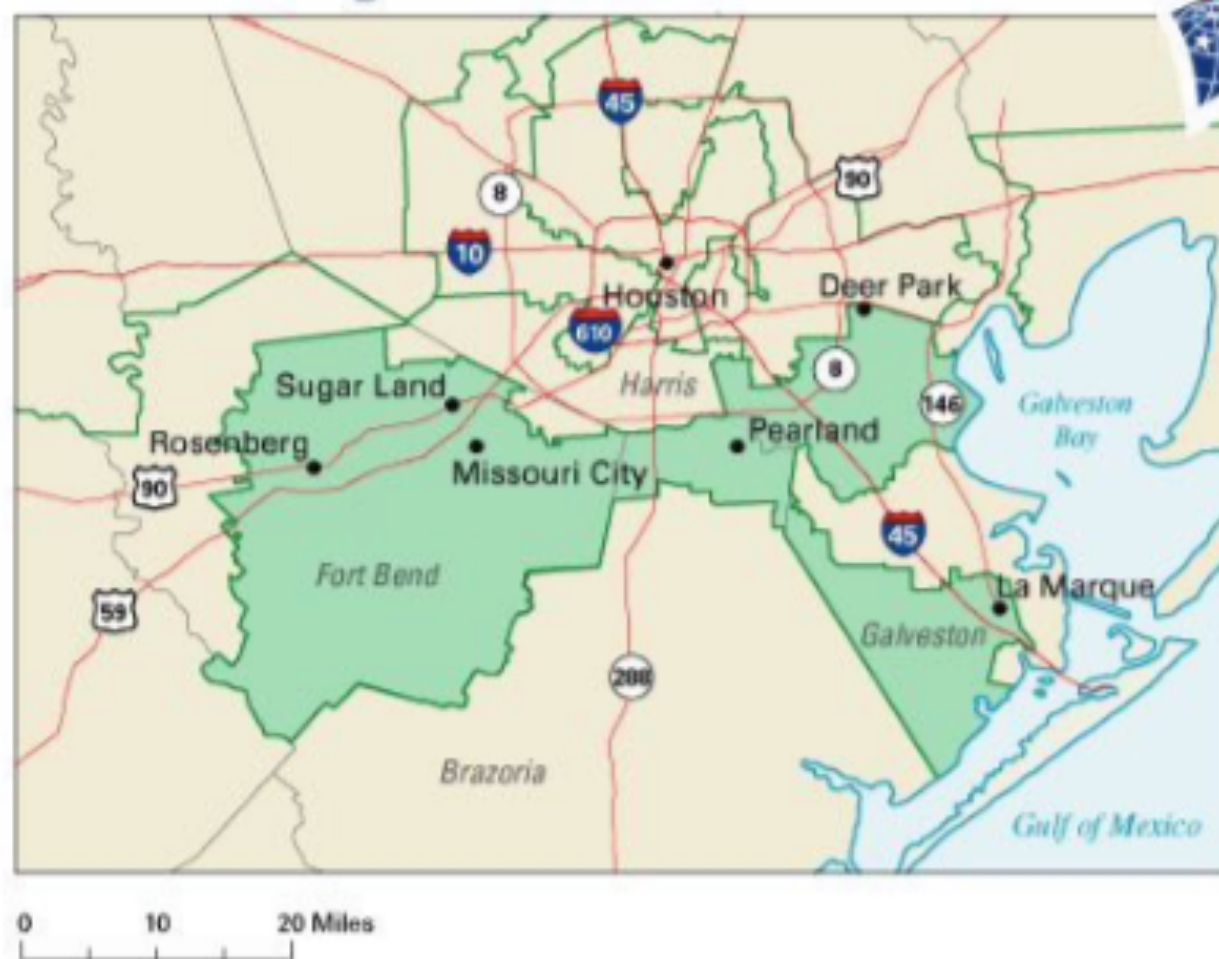 45
90
8
10
Houston
Deer Park
610
8
Harris
Sugar Land
146
Galveston
Bay
Rosenberg
Pearland
Missouri City
90
45
Fort Bend
La Marque
59
Galveston
288
Brazoria
Gulf of Mexico
0 10 20 Miles